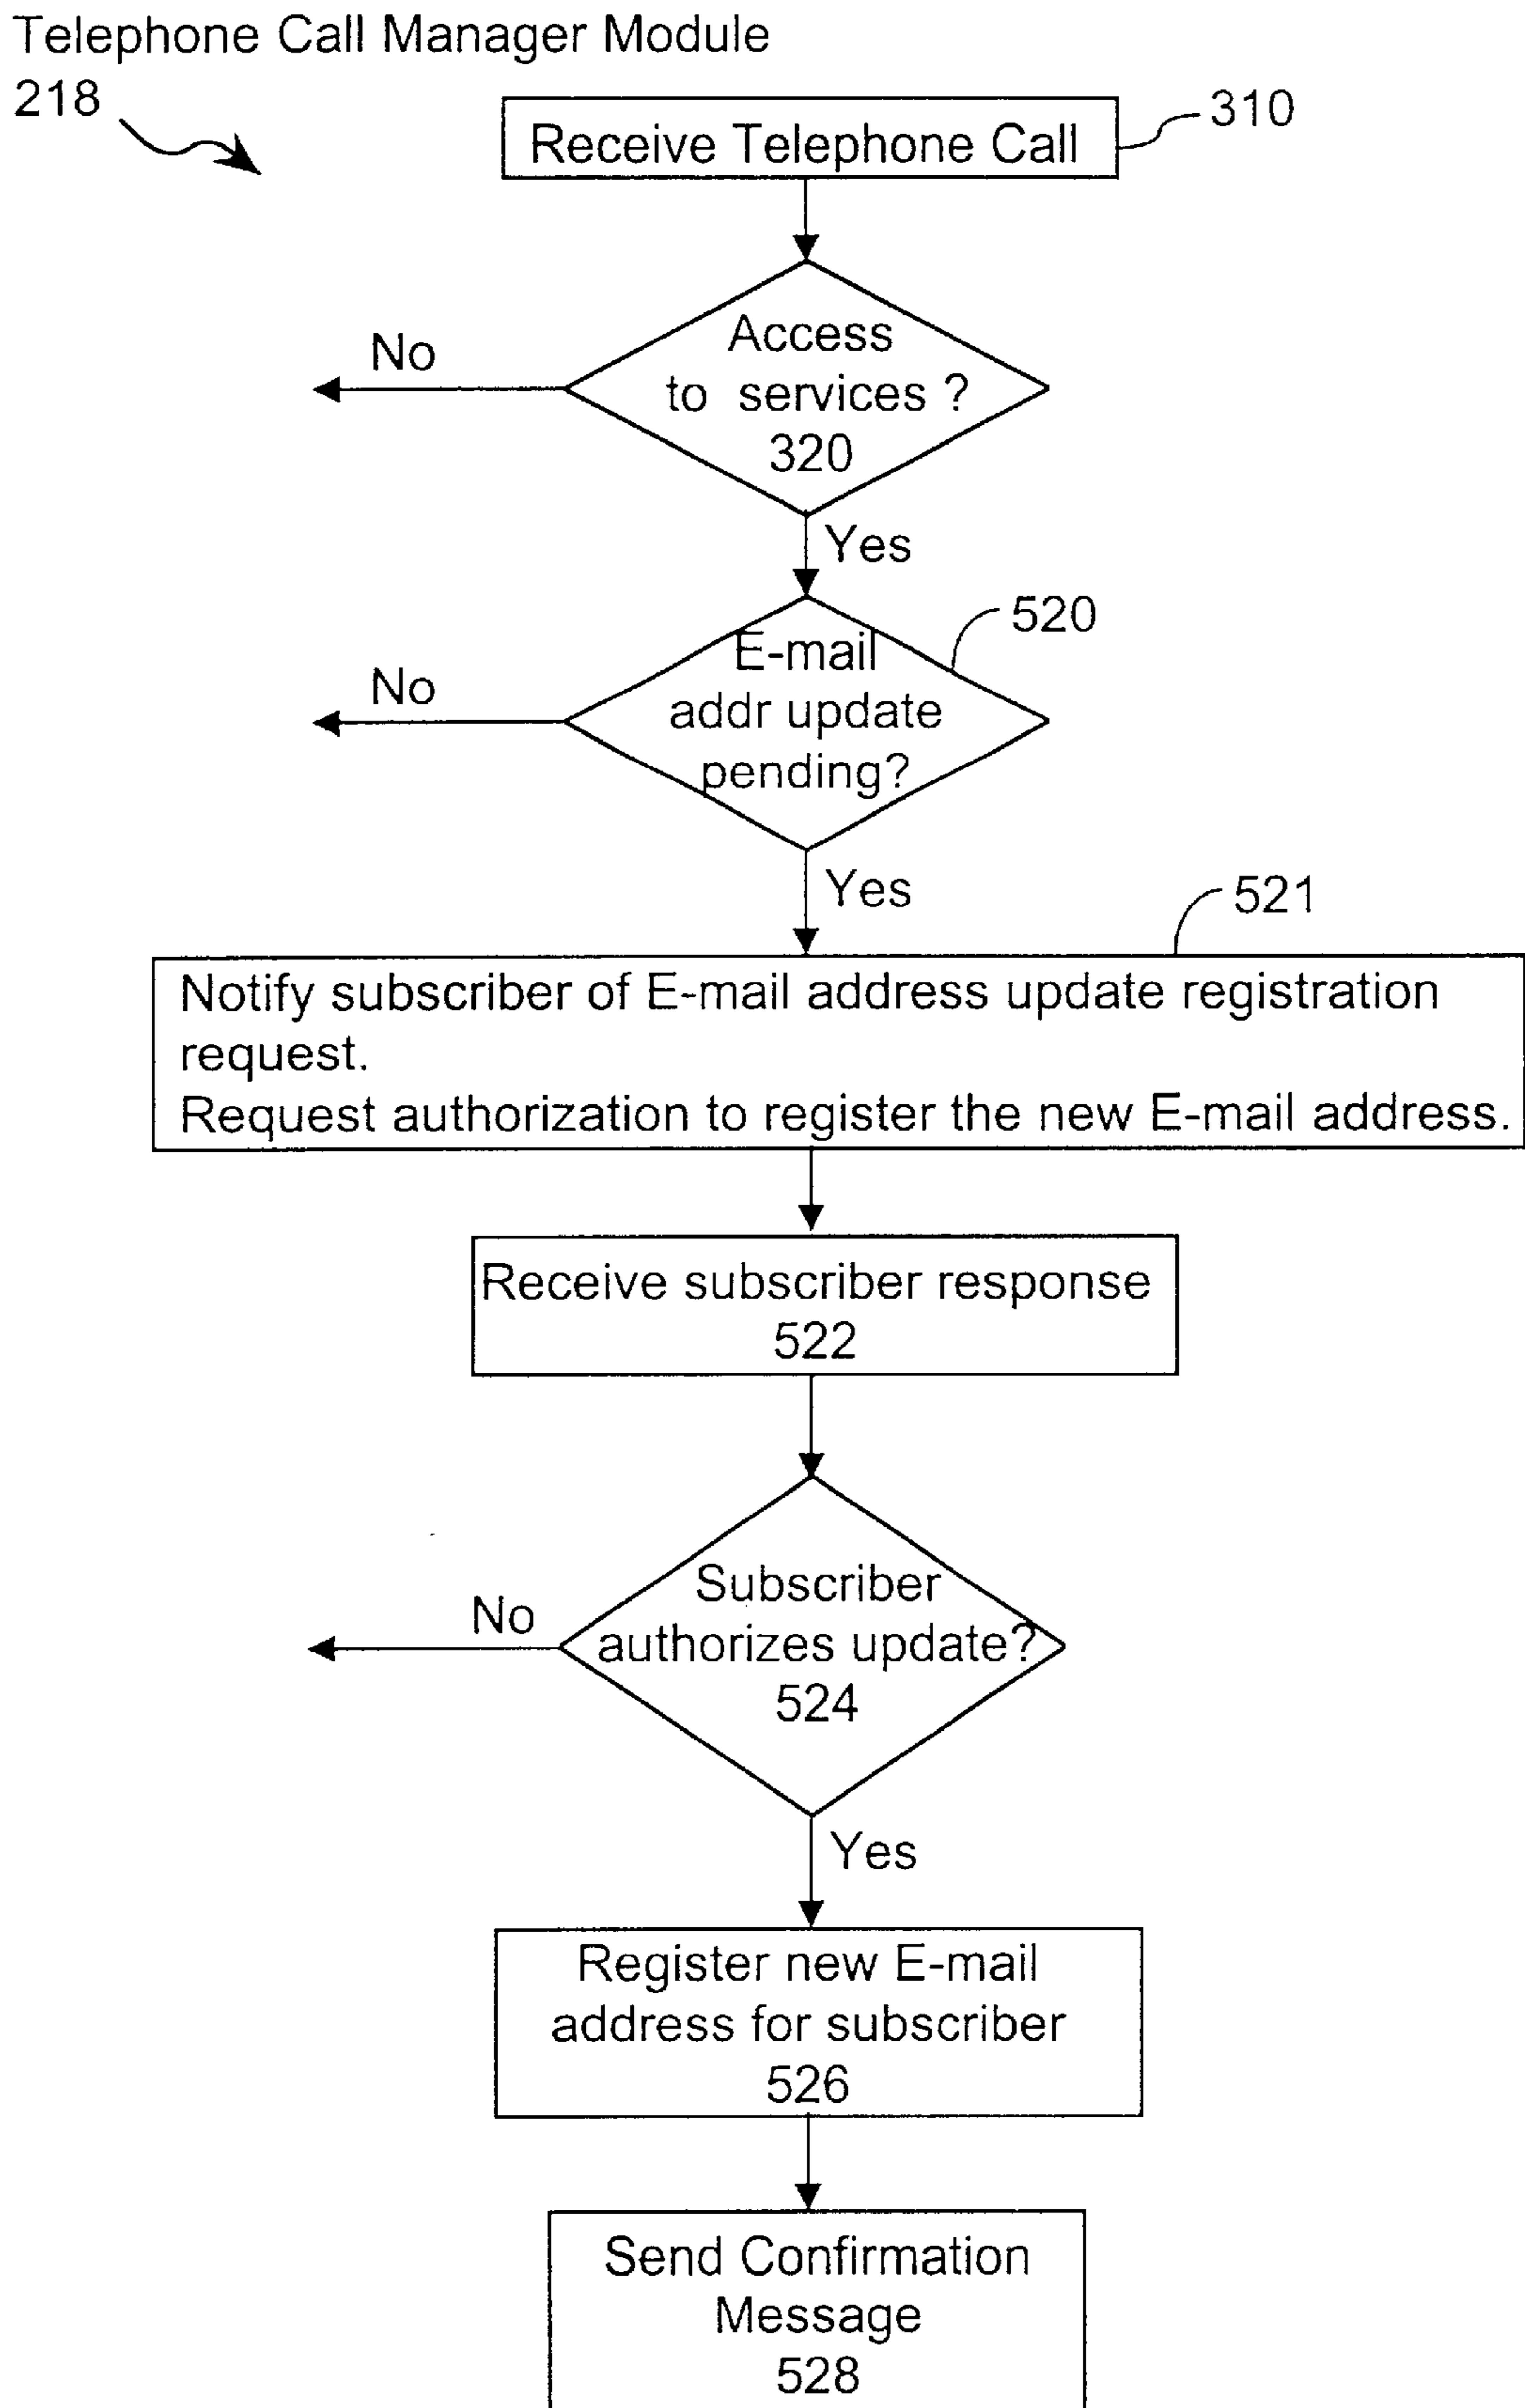 Telephone Call Manager Module
218
Receive Telephone Call
310
Access
to services ?
320
No
Yes
520
E-mail
addr update
pending?
No
Yes
521
Notify subscriber of E-mail address update registration
request.
Request authorization to register the new E-mail address.
Receive subscriber response
522
Subscriber
authorizes update?
524
No
Yes
Register new E-mail
address for subscriber
526
Send Confirmation
Message
528